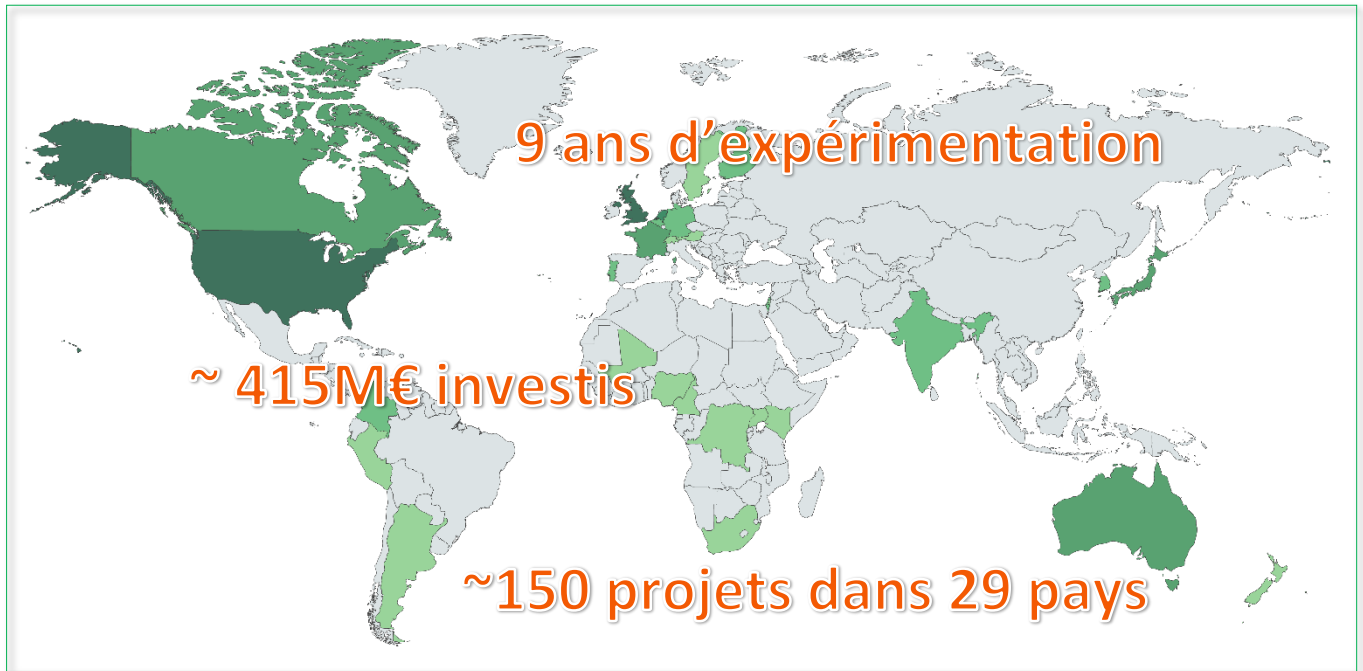 9 ans d’expérimentation
~ 415M€ investis
~150 projets dans 29 pays